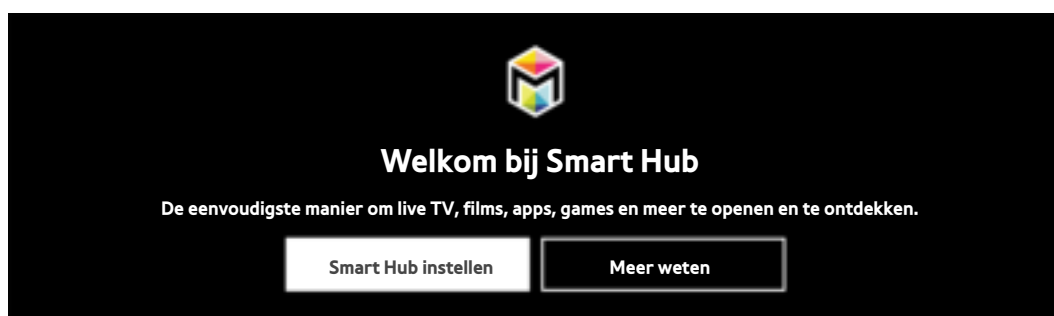 Welkom bij Smart Hub
De eenvoudigste manier om live TV, films, apps, games en meer te openen en te ontdekken.
Smart Hub instellen
Meer weten